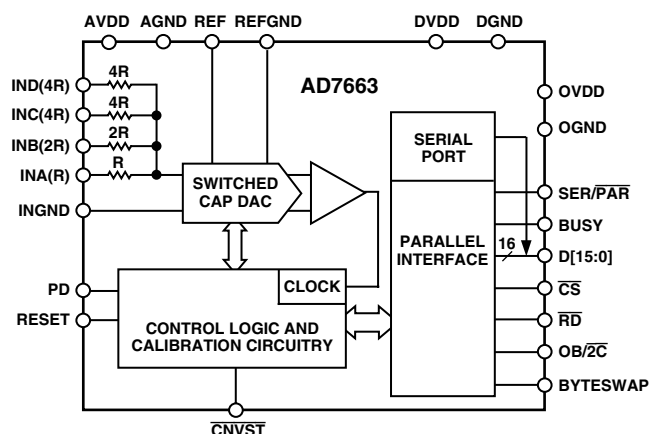 AVDD AGND REF REFGND DVDD DGND
AD7663
IND(4R) 4R
INC(4R) 4R
INB(2R) 2R
INA(R) R
INGND
SWITCHED
CAP DAC
SERIAL
PORT
PARALLEL
INTERFACE
16
CLOCK
CONTROL LOGIC AND
CALIBRATION CIRCUITRY
PD
RESET
CNVST
OVDD
OGND
SER/PAR
BUSY
D[15:0]
CS
RD
OB/2C
BYTESWAP